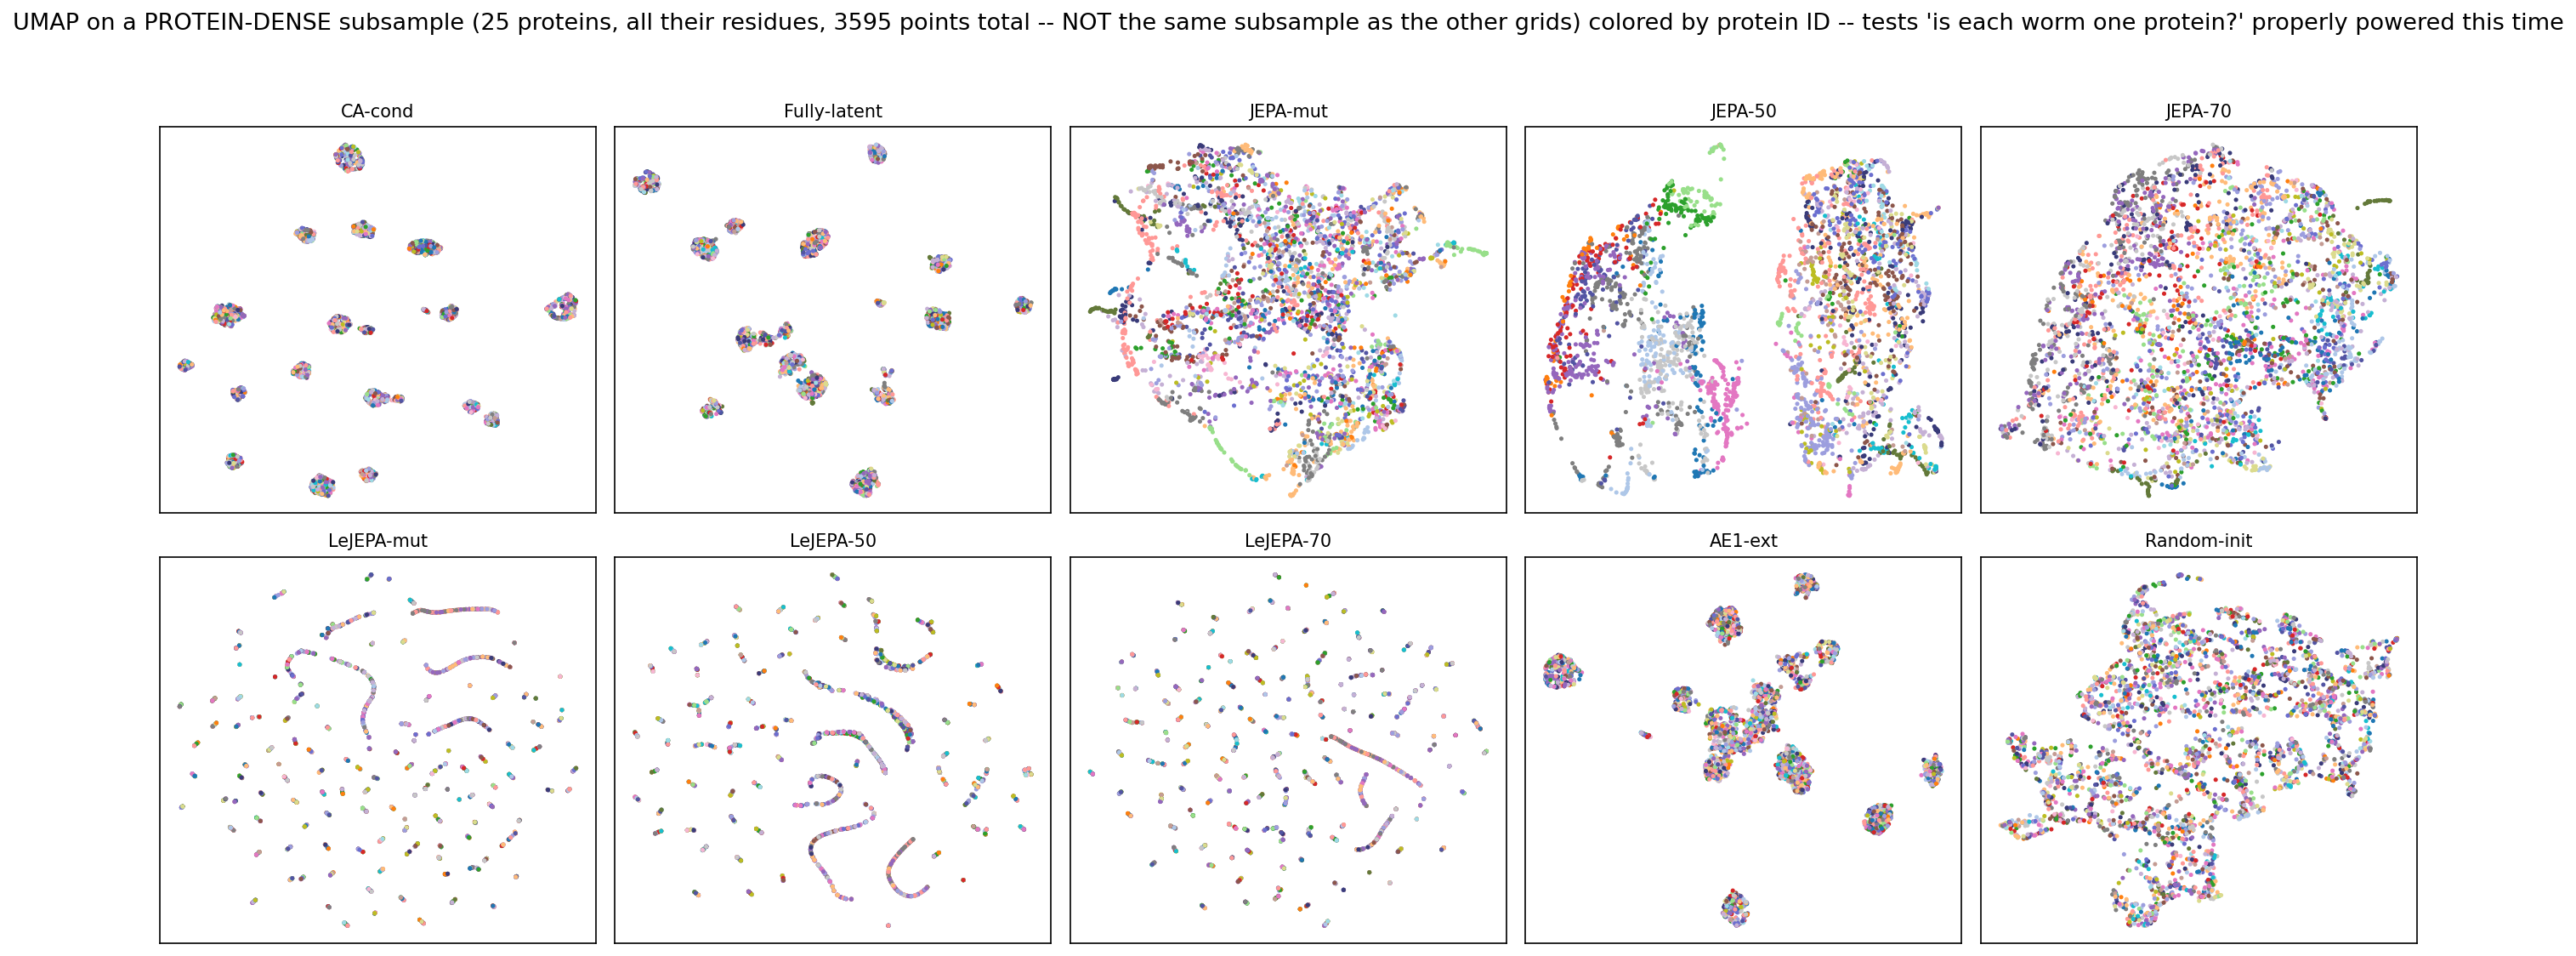 UMAP on a PROTEIN-DENSE subsample (25 proteins, all their residues, 3595 points total -- NOT the same subsample as the other grids) colored by protein ID -- tests 'is each worm one protein?' properly powered this time
CA-cond
Fully-latent
JEPA-mut
JEPA-50
JEPA-70
LeJEPA-mut
LeJEPA-50
LeJEPA-70
AE1-ext
Random-init